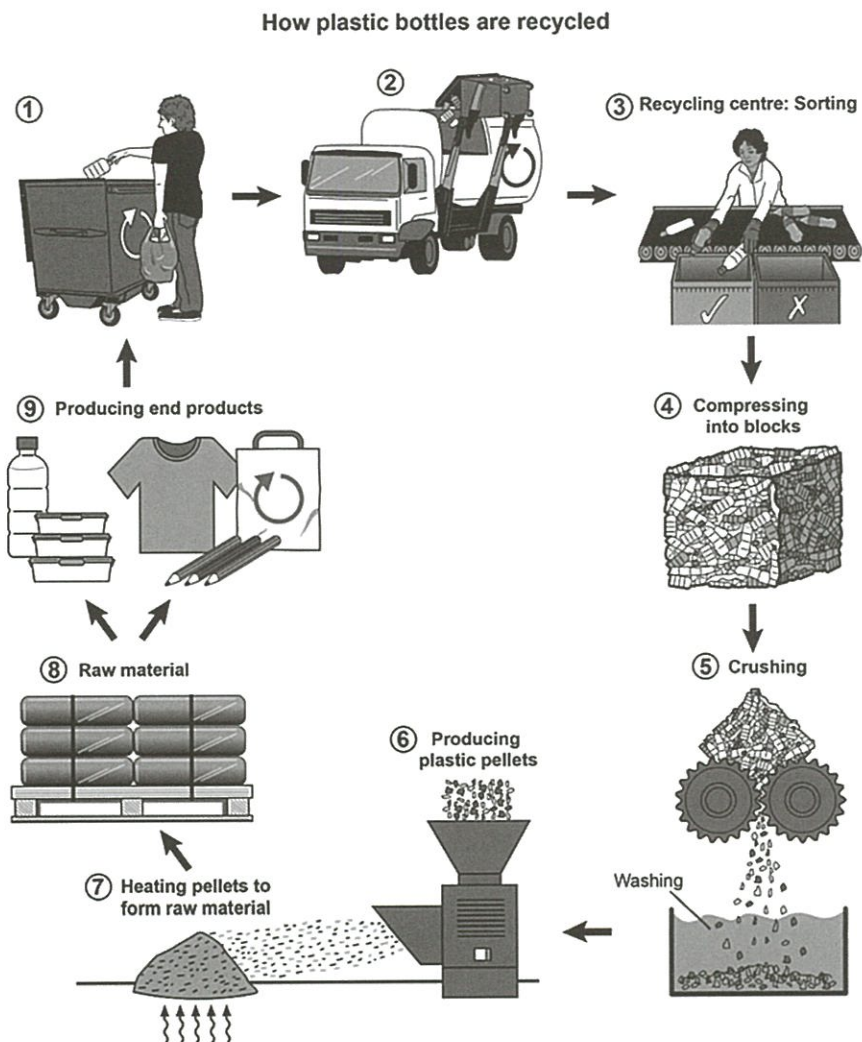 How plastic bottles are recycled
1
2
3 Recycling centre: Sorting
4 Compressing
into blocks
5 Crushing
Washing
6 Producing
plastic pellets
7 Heating pellets to
form raw material
8 Raw material
9 Producing end products